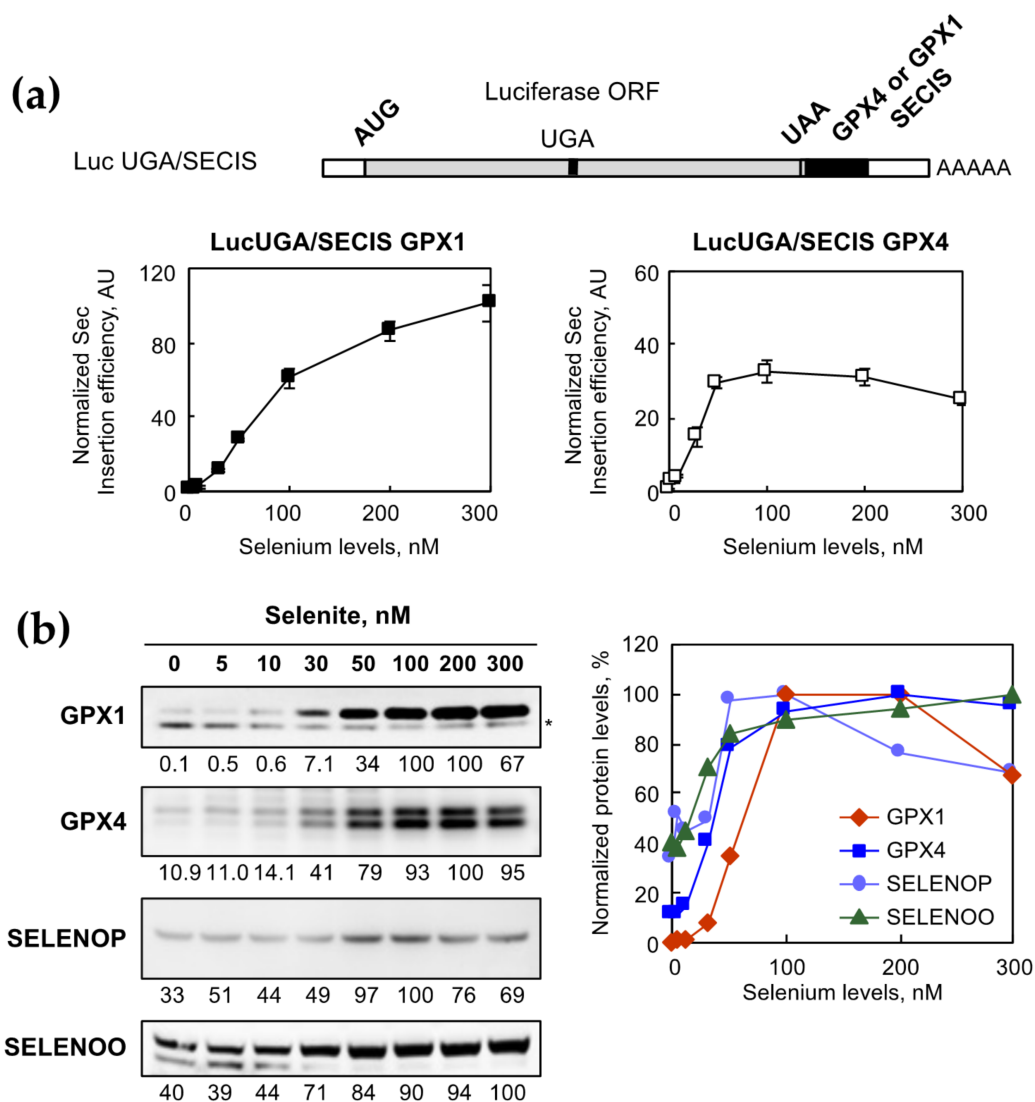 (a)
Luciferase ORF
AUG
UGA
UAA
GPX4 or GPX1
SECIS
Luc UGA/SECIS
AAAAA
LucUGA/SECIS GPX1
Normalized Sec
Insertion efficiency, AU
120
80
40
0
0 100 200 300
Selenium levels, nM
LucUGA/SECIS GPX4
Normalized Sec
Insertion efficiency, AU
60
40
20
0
0 100 200 300
Selenium levels, nM
(b)
Selenite, nM
0 5 10 30 50 100 200 300
GPX1
*
0.1 0.5 0.6 7.1 34 100 100 67
GPX4
10.9 11.0 14.1 41 79 93 100 95
SELENOP
33 51 44 49 97 100 76 69
SELENOO
40 39 44 71 84 90 94 100
Normalized protein levels, %
120
100
80
60
40
20
0
GPX1
GPX4
SELENOP
SELENOO
0 100 200 300
Selenium levels, nM